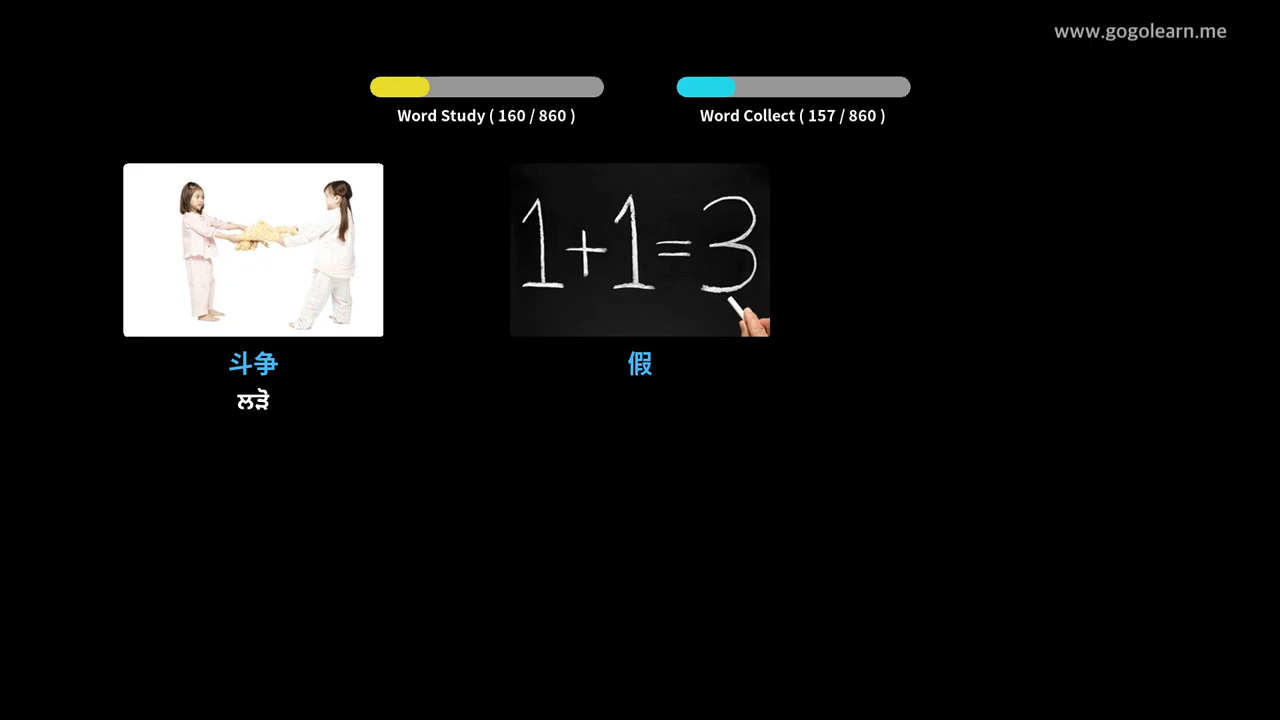 www.gogolearn.me
Word Study ( 160 / 860 )
Word Collect ( 157 / 860 )
1+1=3
斗争
假
ਲੜੋ